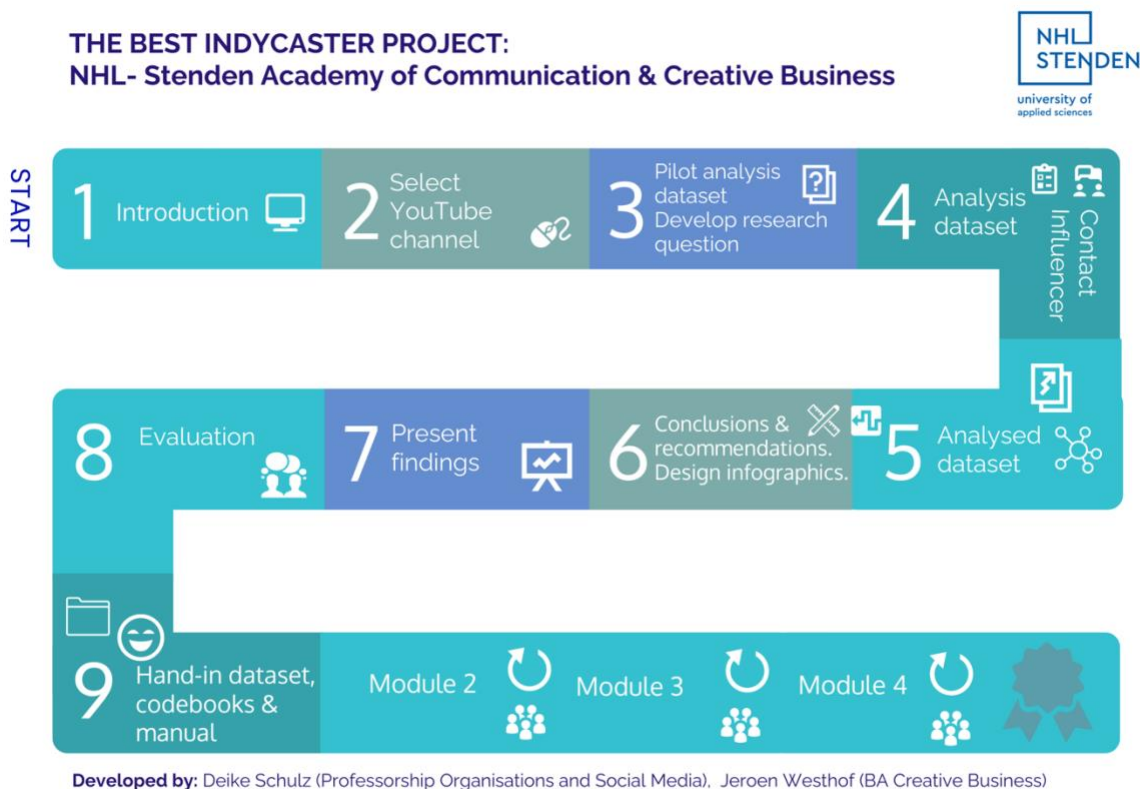 THE BEST INDYCASTER PROJECT:
NHL- Stenden Academy of Communication & Creative Business
NHL
STENDEN
university of
applied sciences
START
1
Introduction
2
Select
YouTube
channel
3
Pilot analysis
dataset
Develop research
question
4
Analysis
dataset
Contact
Influencer
5
Analysed
dataset
6
Conclusions &
recommendations.
Design infographics.
7
Present
findings
8
Evaluation
9
Hand-in dataset,
codebooks &
manual
Module 2
Module 3
Module 4
Developed by: Deike Schulz (Professorship Organisations and Social Media), Jeroen Westhof (BA Creative Business)